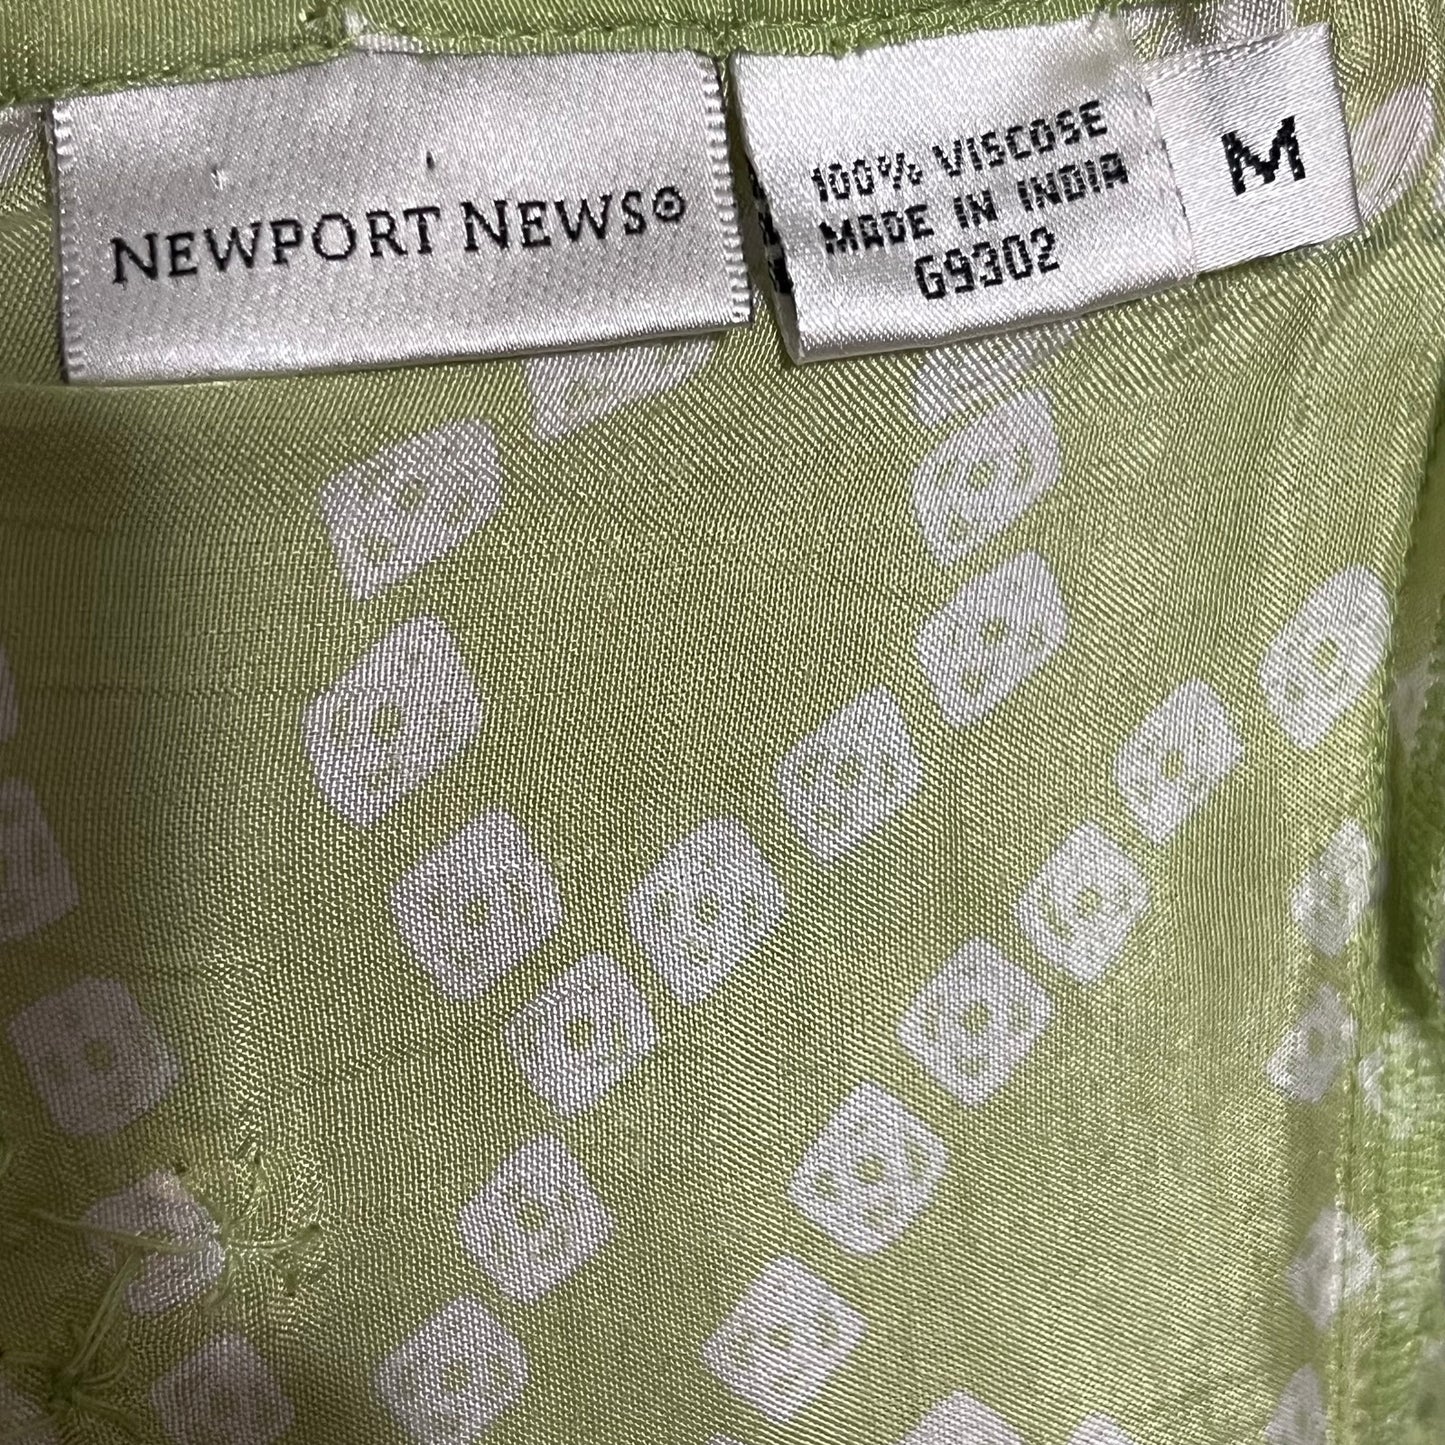 NEWPORT NEWS
100% VISCOSE
MADE IN INDIA
G9302
M